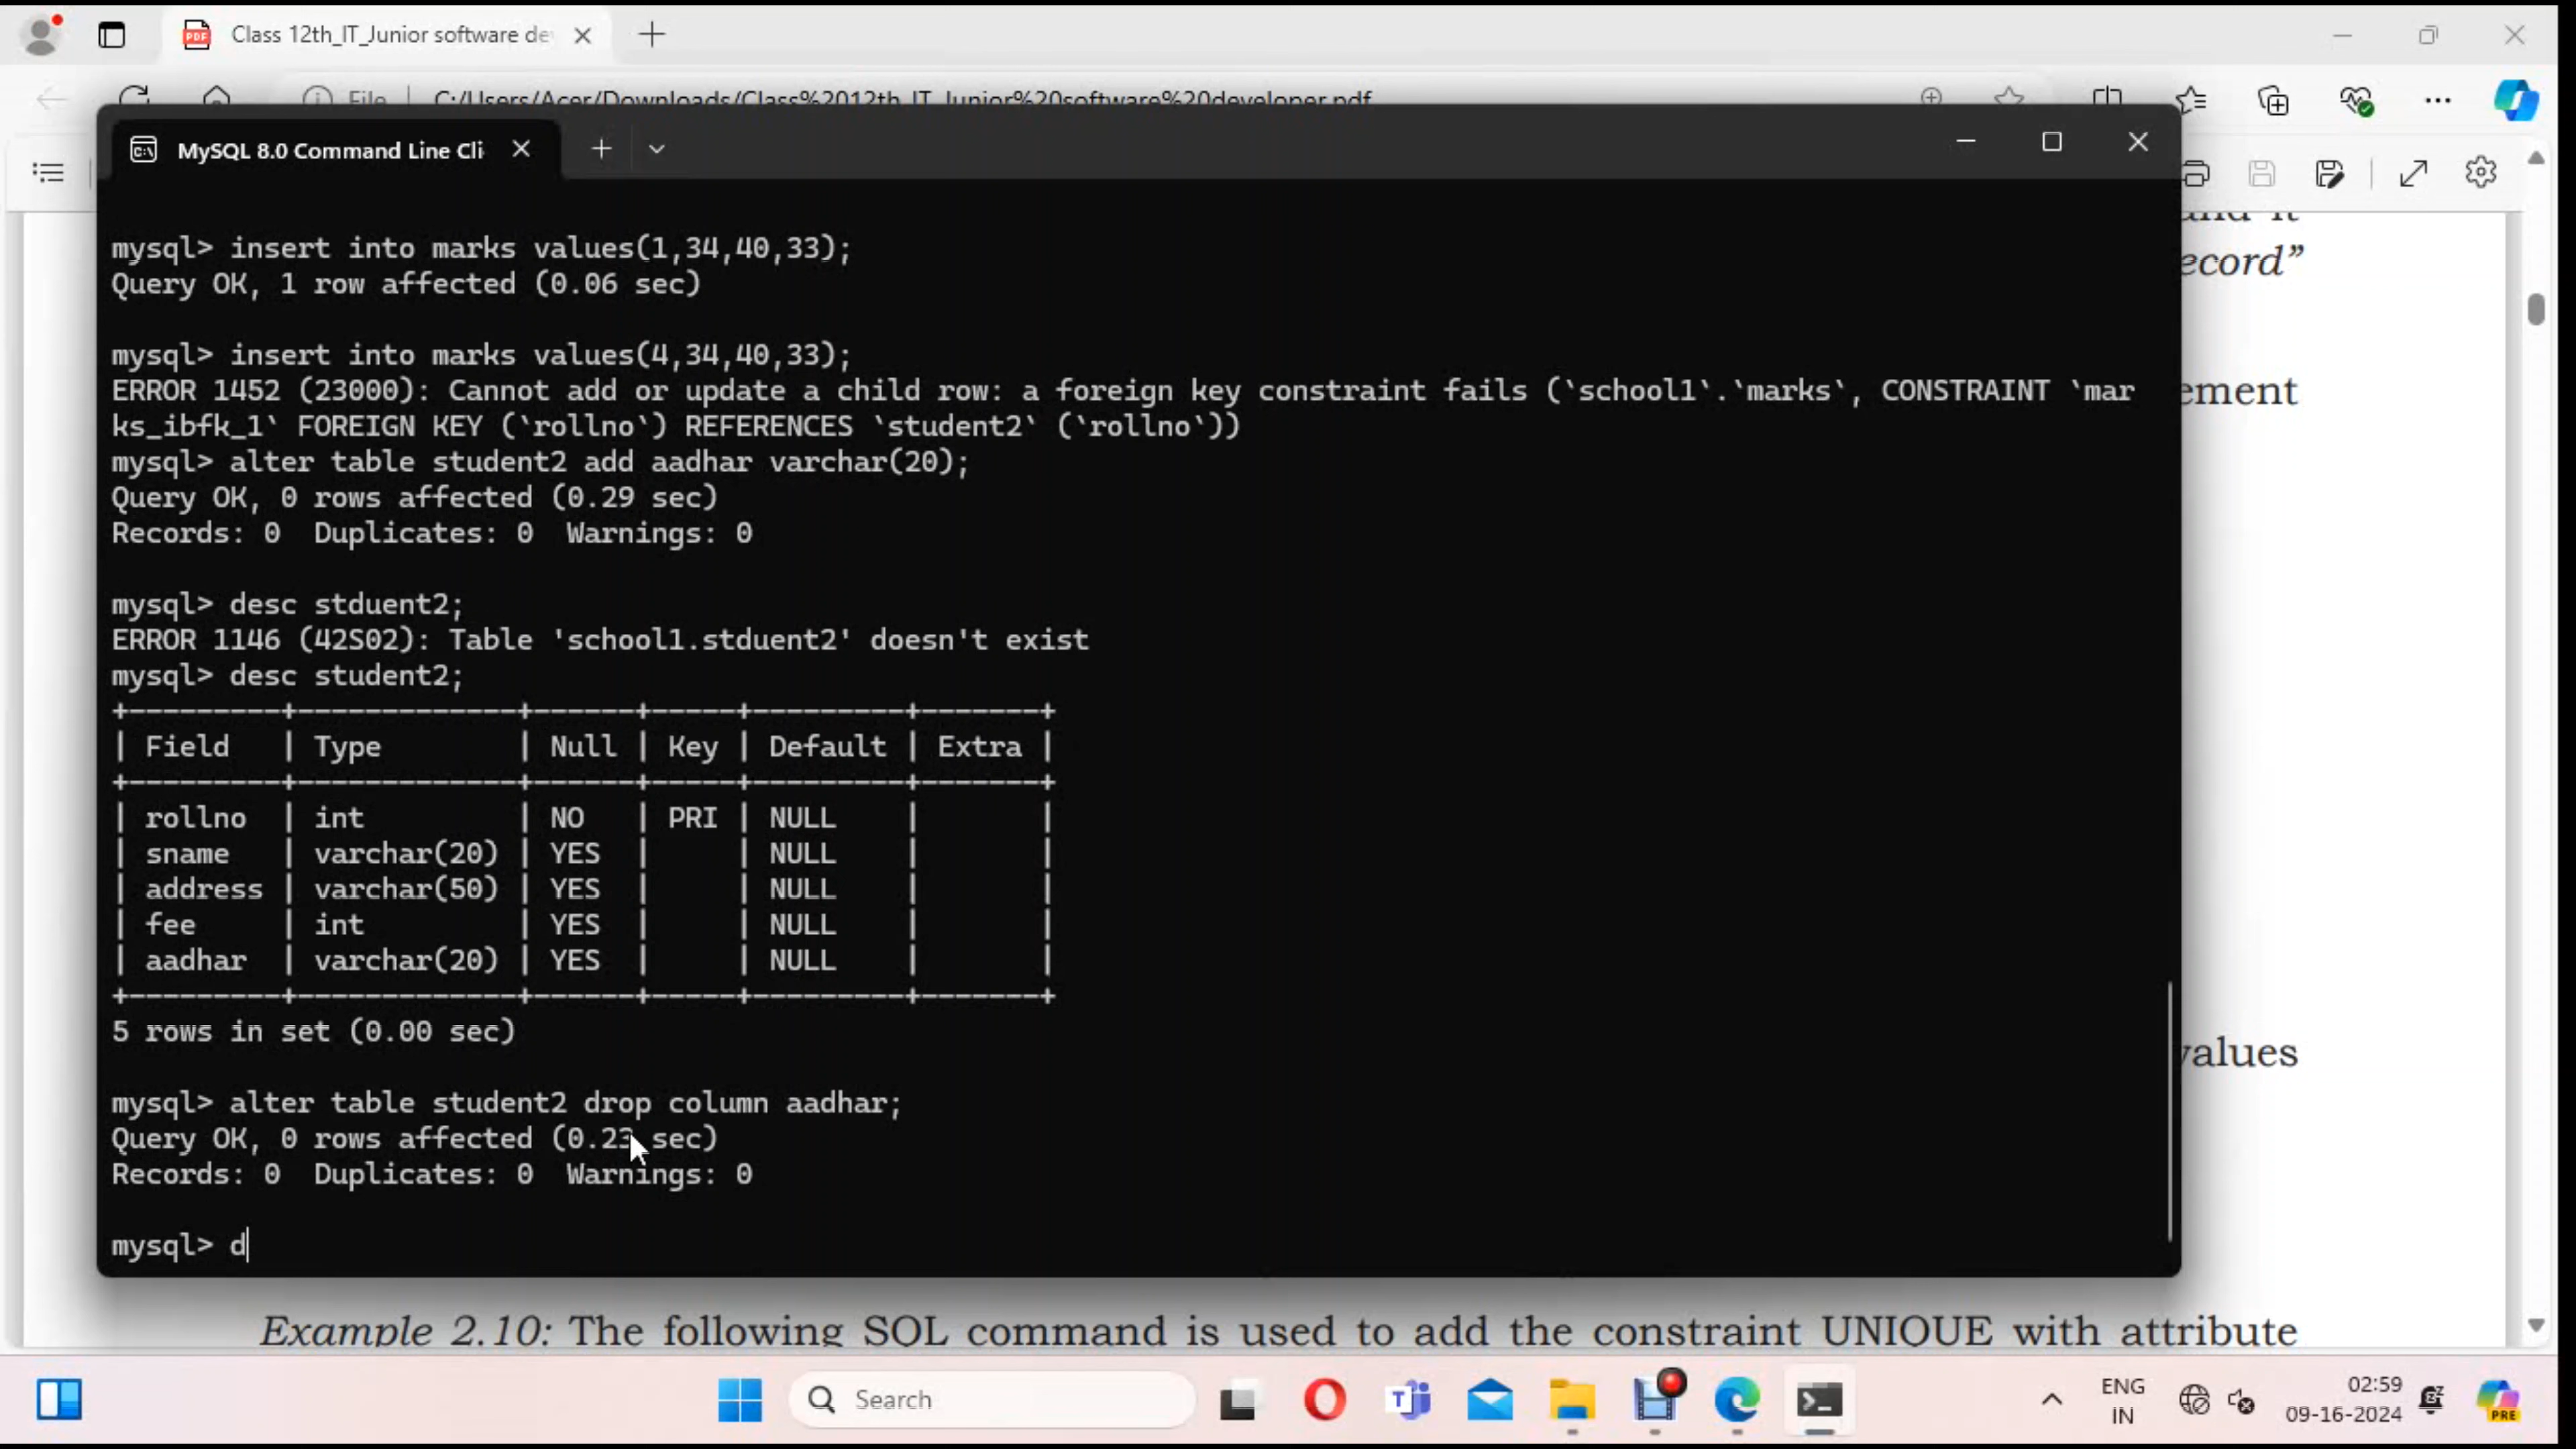 Class 12th_IT_Junior software de
File | C:/Users/Acer/Downloads/Class%2012th_IT_Junior%20software%20developer.pdf
MySQL 8.0 Command Line Cli
and it
ecord”
ement
values
mysql> insert into marks values(1,34,40,33);
Query OK, 1 row affected (0.06 sec)
mysql> insert into marks values(4,34,40,33);
ERROR 1452 (23000): Cannot add or update a child row: a foreign key constraint fails (`school1`.`marks`, CONSTRAINT `mar
ks_ibfk_1` FOREIGN KEY (`rollno`) REFERENCES `student2` (`rollno`))
mysql> alter table student2 add aadhar varchar(20);
Query OK, 0 rows affected (0.29 sec)
Records: 0  Duplicates: 0  Warnings: 0
mysql> desc stduent2;
ERROR 1146 (42S02): Table 'school1.stduent2' doesn't exist
mysql> desc student2;
+---------+-------------+------+-----+---------+-------+
| Field   | Type        | Null | Key | Default | Extra |
+---------+-------------+------+-----+---------+-------+
| rollno  | int         | NO   | PRI | NULL    |       |
| sname   | varchar(20) | YES  |     | NULL    |       |
| address | varchar(50) | YES  |     | NULL    |       |
| fee     | int         | YES  |     | NULL    |       |
| aadhar  | varchar(20) | YES  |     | NULL    |       |
+---------+-------------+------+-----+---------+-------+
5 rows in set (0.00 sec)
mysql> alter table student2 drop column aadhar;
Query OK, 0 rows affected (0.23 sec)
Records: 0  Duplicates: 0  Warnings: 0
mysql> d
Example 2.10: The following SQL command is used to add the constraint UNIQUE with attribute
Search
ENG
IN
02:59
09-16-2024
PRE